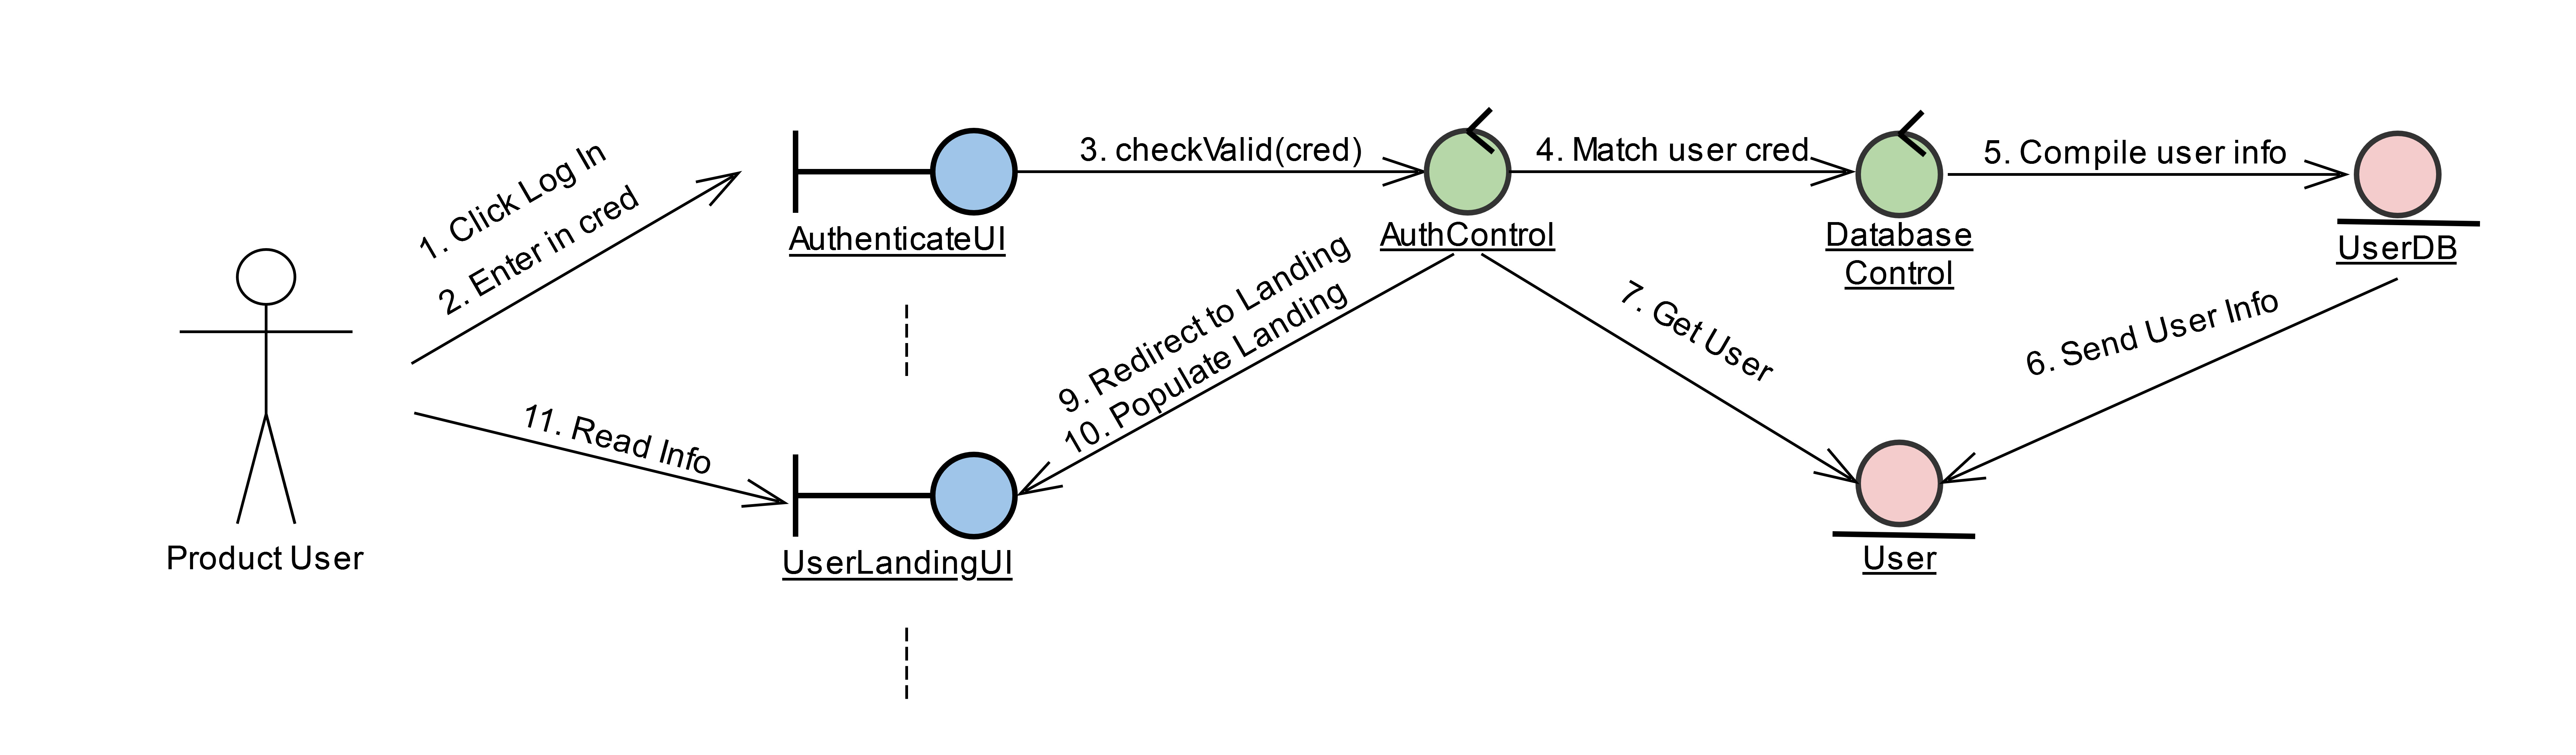 1. Click Log In
2. Enter in cred
3. checkValid(cred)
4. Match user cred
5. Compile user info
AuthenticateUI
AuthControl
Database
Control
UserDB
9. Redirect to Landing
10. Populate Landing
7. Get User
6. Send User Info
11. Read Info
Product User
UserLandingUI
User